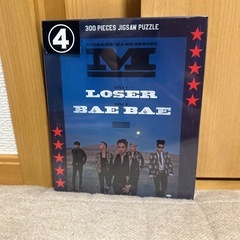 ④
300 PIECES JIGSAW PUZZLE
M
LOSER
BAE BAE